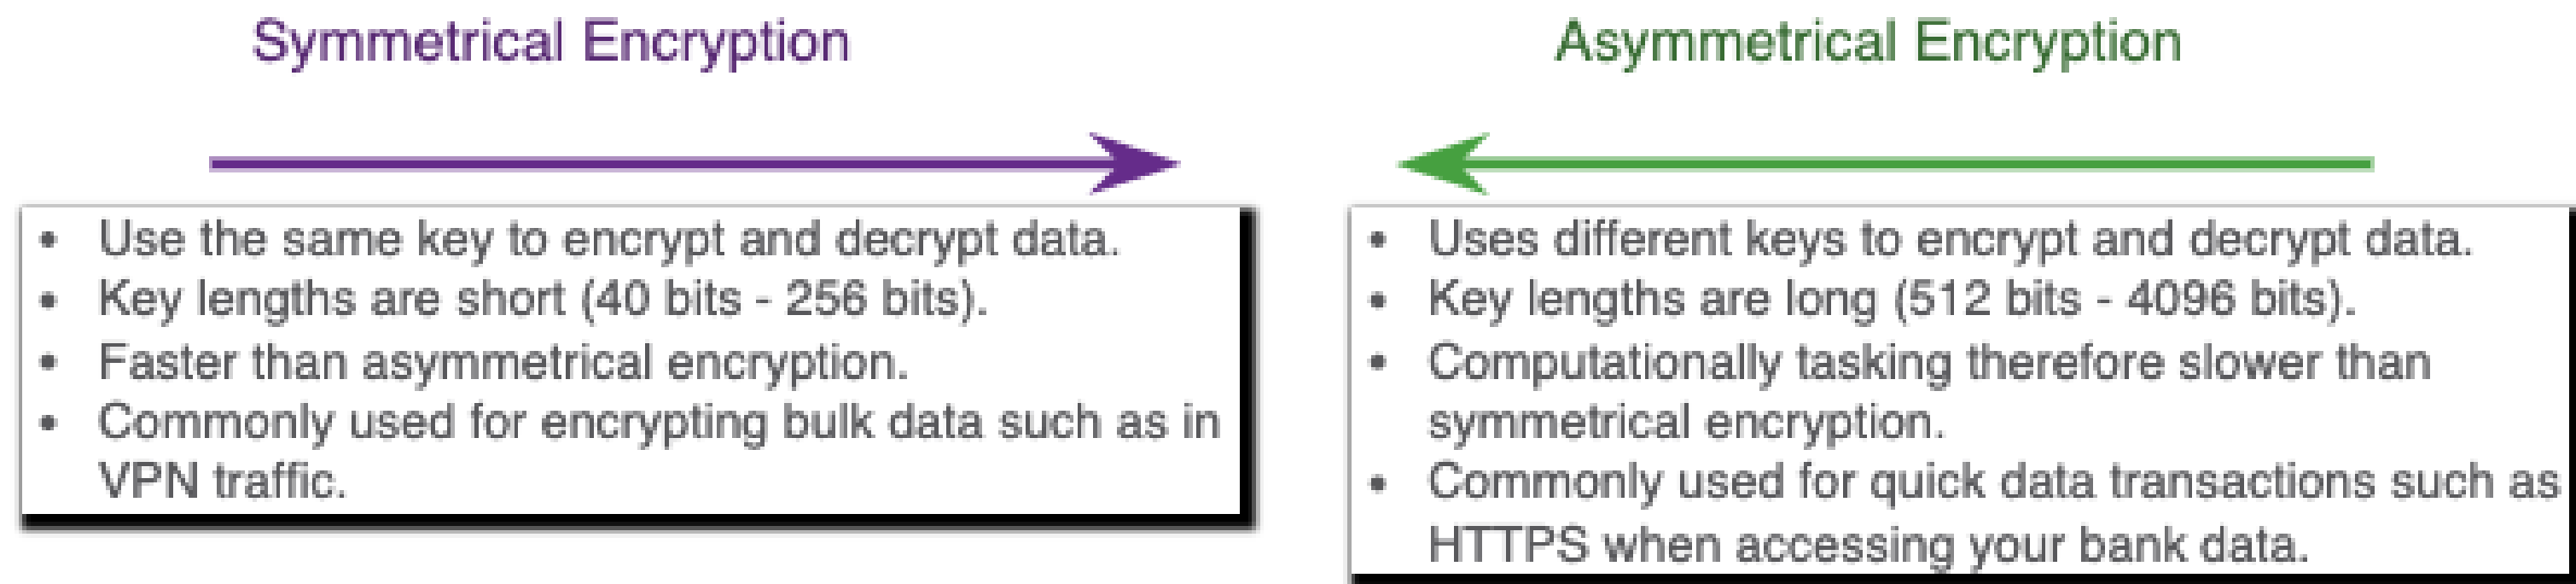 Symmetrical Encryption
• Use the same key to encrypt and decrypt data.
• Key lengths are short (40 bits - 256 bits).
• Faster than asymmetrical encryption.
• Commonly used for encrypting bulk data such as in
VPN traffic.
Asymmetrical Encryption
• Uses different keys to encrypt and decrypt data.
• Key lengths are long (512 bits - 4096 bits).
• Computationally tasking therefore slower than
symmetrical encryption.
• Commonly used for quick data transactions such as
HTTPS when accessing your bank data.